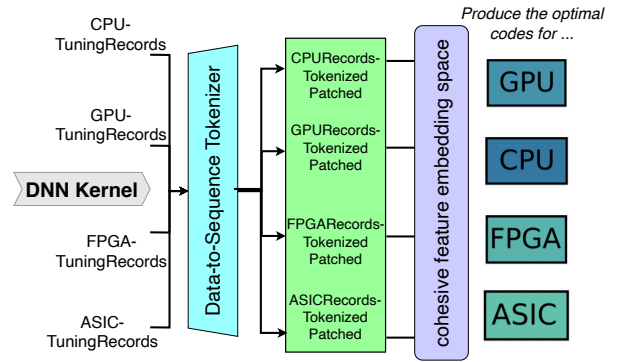 CPU-
TuningRecords
GPU-
TuningRecords
DNN Kernel
FPGA-
TuningRecords
ASIC-
TuningRecords
Data-to-Sequence Tokenizer
CPURecords-
Tokenized
Patched
GPURecords-
Tokenized
Patched
FPGARecords-
Tokenized
Patched
ASICRecords-
Tokenized
Patched
cohesive feature embedding space
Produce the optimal
codes for ...
GPU
CPU
FPGA
ASIC